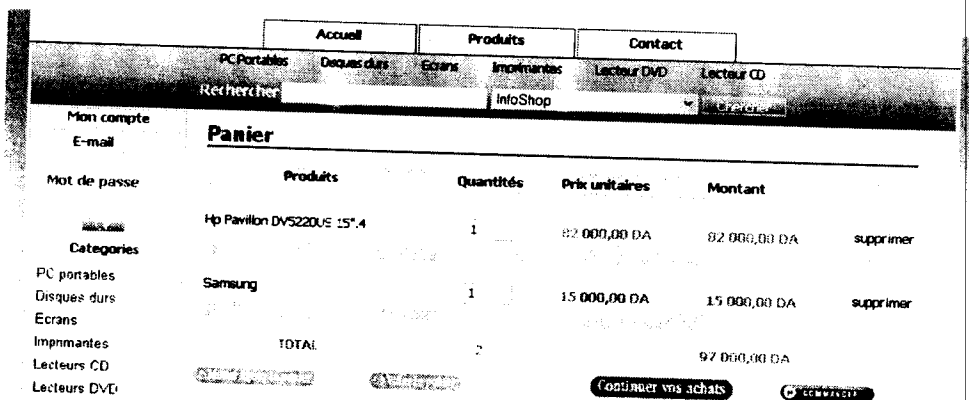 Accueil Produits Contact
PC Portables Disques durs Ecrans Imprimantes Lecteur DVD Lecteur CD
Rechercher InfoShop Chercher
Mon compte
E-mail
Mot de passe
Categories
PC portables
Disques durs
Ecrans
Imprimantes
Lecteurs CD
Lecteurs DVD
Panier
Produits Quantités Prix unitaires Montant
Hp Pavilion DV5220US 15".4 1 82 000,00 DA 82 000,00 DA supprimer
Samsung 1 15 000,00 DA 15 000,00 DA supprimer
TOTAL 2 97 000,00 DA
Continuer vos achats COMMANDER